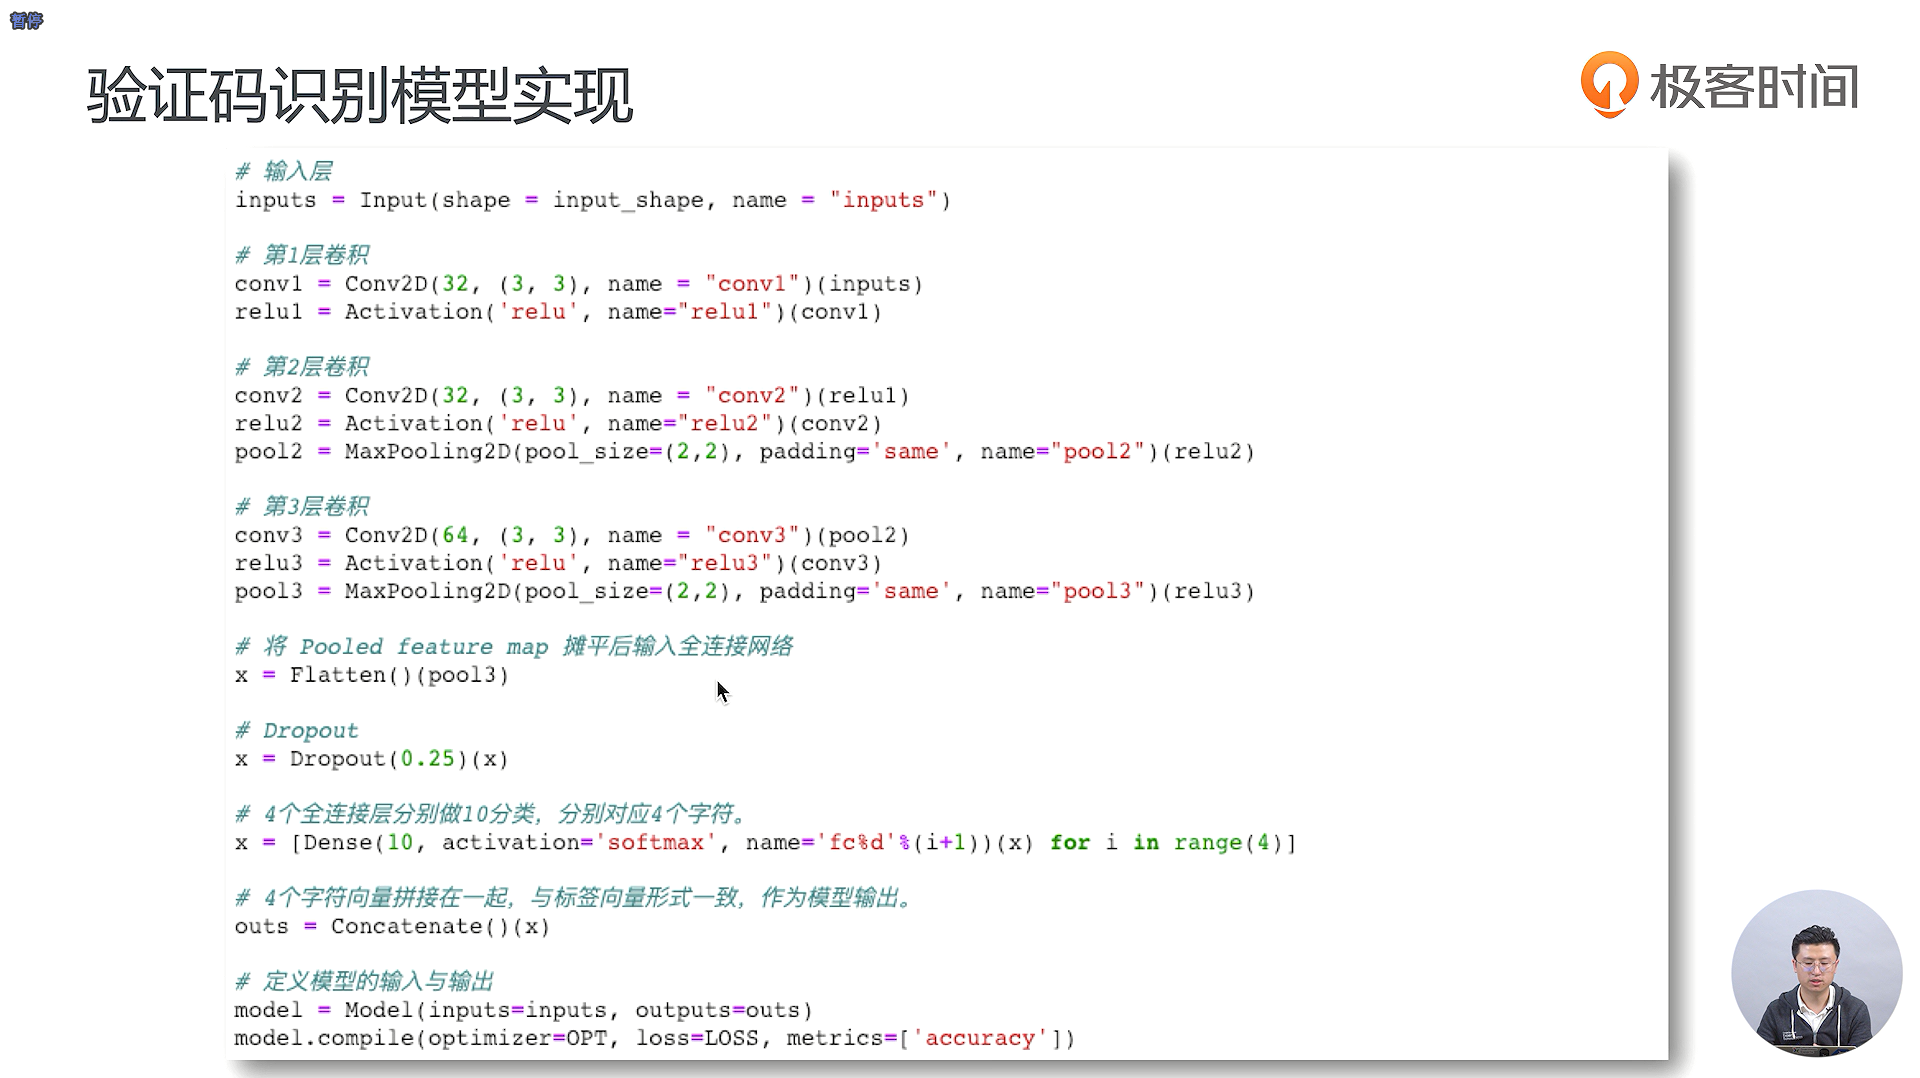 暂停
验证码识别模型实现
极客时间
# 输入层
inputs = Input(shape = input_shape, name = "inputs")
# 第1层卷积
conv1 = Conv2D(32, (3, 3), name = "conv1")(inputs)
relu1 = Activation('relu', name="relu1")(conv1)
# 第2层卷积
conv2 = Conv2D(32, (3, 3), name = "conv2")(relu1)
relu2 = Activation('relu', name="relu2")(conv2)
pool2 = MaxPooling2D(pool_size=(2,2), padding='same', name="pool2")(relu2)
# 第3层卷积
conv3 = Conv2D(64, (3, 3), name = "conv3")(pool2)
relu3 = Activation('relu', name="relu3")(conv3)
pool3 = MaxPooling2D(pool_size=(2,2), padding='same', name="pool3")(relu3)
# 将 Pooled feature map 摊平后输入全连接网络
x = Flatten()(pool3)
# Dropout
x = Dropout(0.25)(x)
# 4个全连接层分别做10分类，分别对应4个字符。
x = [Dense(10, activation='softmax', name='fc%d'%(i+1))(x) for i in range(4)]
# 4个字符向量拼接在一起，与标签向量形式一致，作为模型输出。
outs = Concatenate()(x)
# 定义模型的输入与输出
model = Model(inputs=inputs, outputs=outs)
model.compile(optimizer=OPT, loss=LOSS, metrics=['accuracy'])